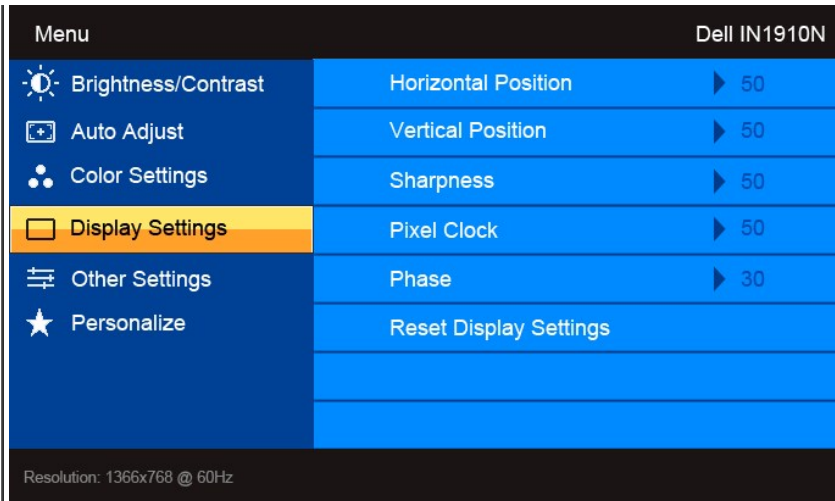 Menu Dell IN1910N
Brightness/Contrast Horizontal Position 50
Auto Adjust Vertical Position 50
Color Settings Sharpness 50
Display Settings Pixel Clock 50
Other Settings Phase 30
Personalize Reset Display Settings
Resolution: 1366x768 @ 60Hz